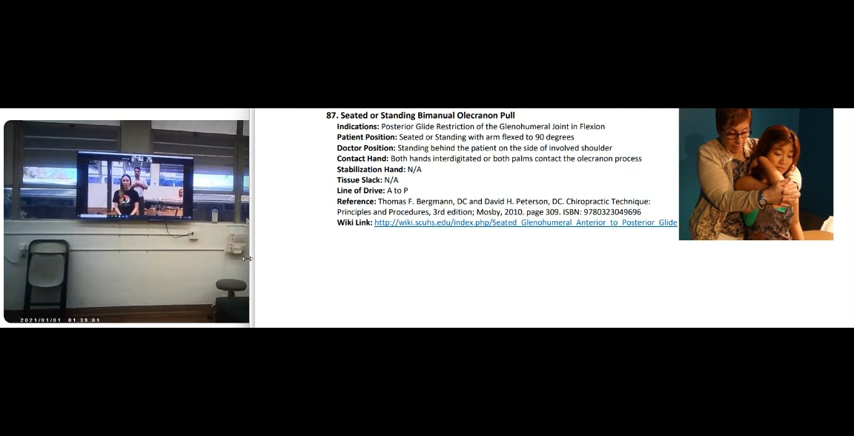 87. Seated or Standing Bimanual Olecranon Pull
Indications: Posterior Glide Restriction of the Glenohumeral Joint in Flexion
Patient Position: Seated or Standing with arm flexed to 90 degrees
Doctor Position: Standing behind the patient on the side of involved shoulder
Contact Hand: Both hands interdigitated or both palms contact the olecranon process
Stabilization Hand: N/A
Tissue Slack: N/A
Line of Drive: A to P
Reference: Thomas F. Bergmann, DC and David H. Peterson, DC. Chiropractic Technique:
Principles and Procedures, 3rd edition; Mosby, 2010. page 309. ISBN: 9780323049696
Wiki Link: http://wiki.scuhs.edu/index.php/Seated_Glenohumeral_Anterior_to_Posterior_Glide
2021/01/01 01:39:01